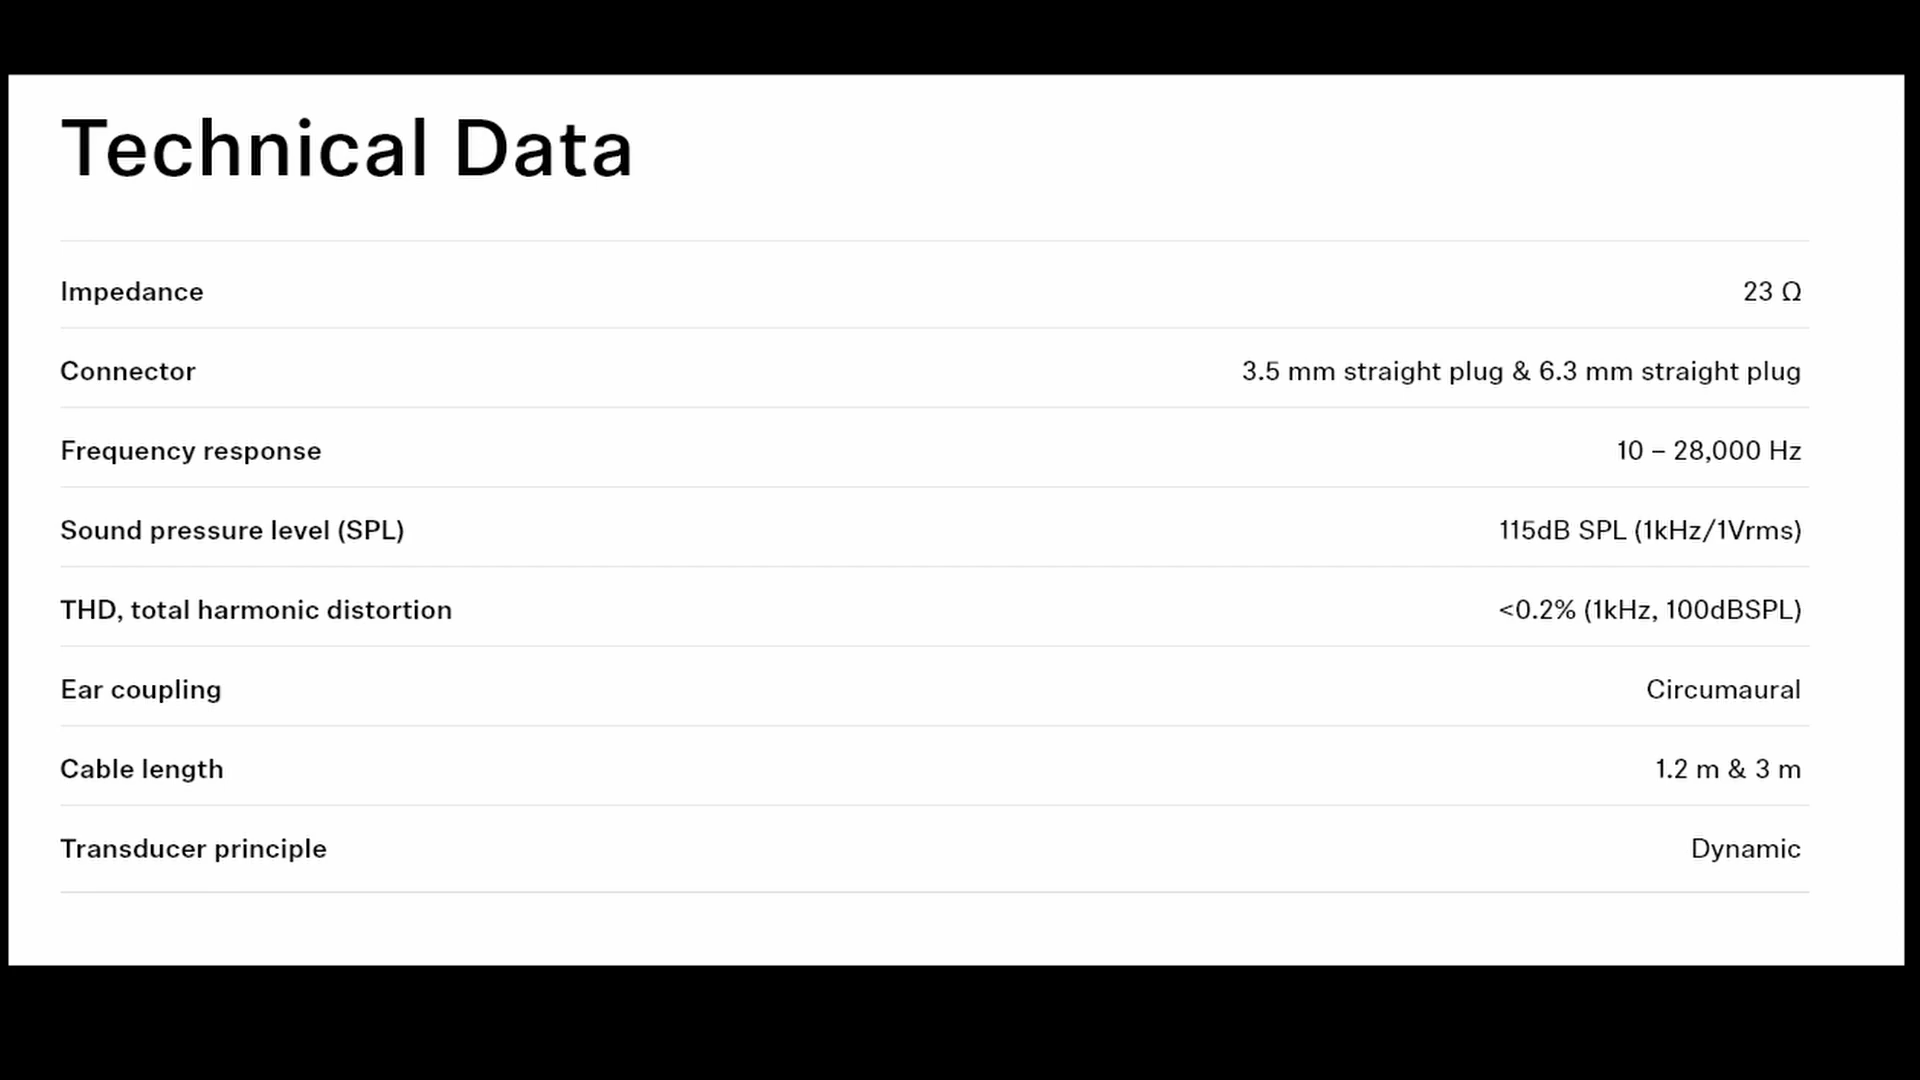 Technical Data
Impedance 23 Ω
Connector 3.5 mm straight plug & 6.3 mm straight plug
Frequency response 10 – 28,000 Hz
Sound pressure level (SPL) 115dB SPL (1kHz/1Vrms)
THD, total harmonic distortion <0.2% (1kHz, 100dBSPL)
Ear coupling Circumaural
Cable length 1.2 m & 3 m
Transducer principle Dynamic